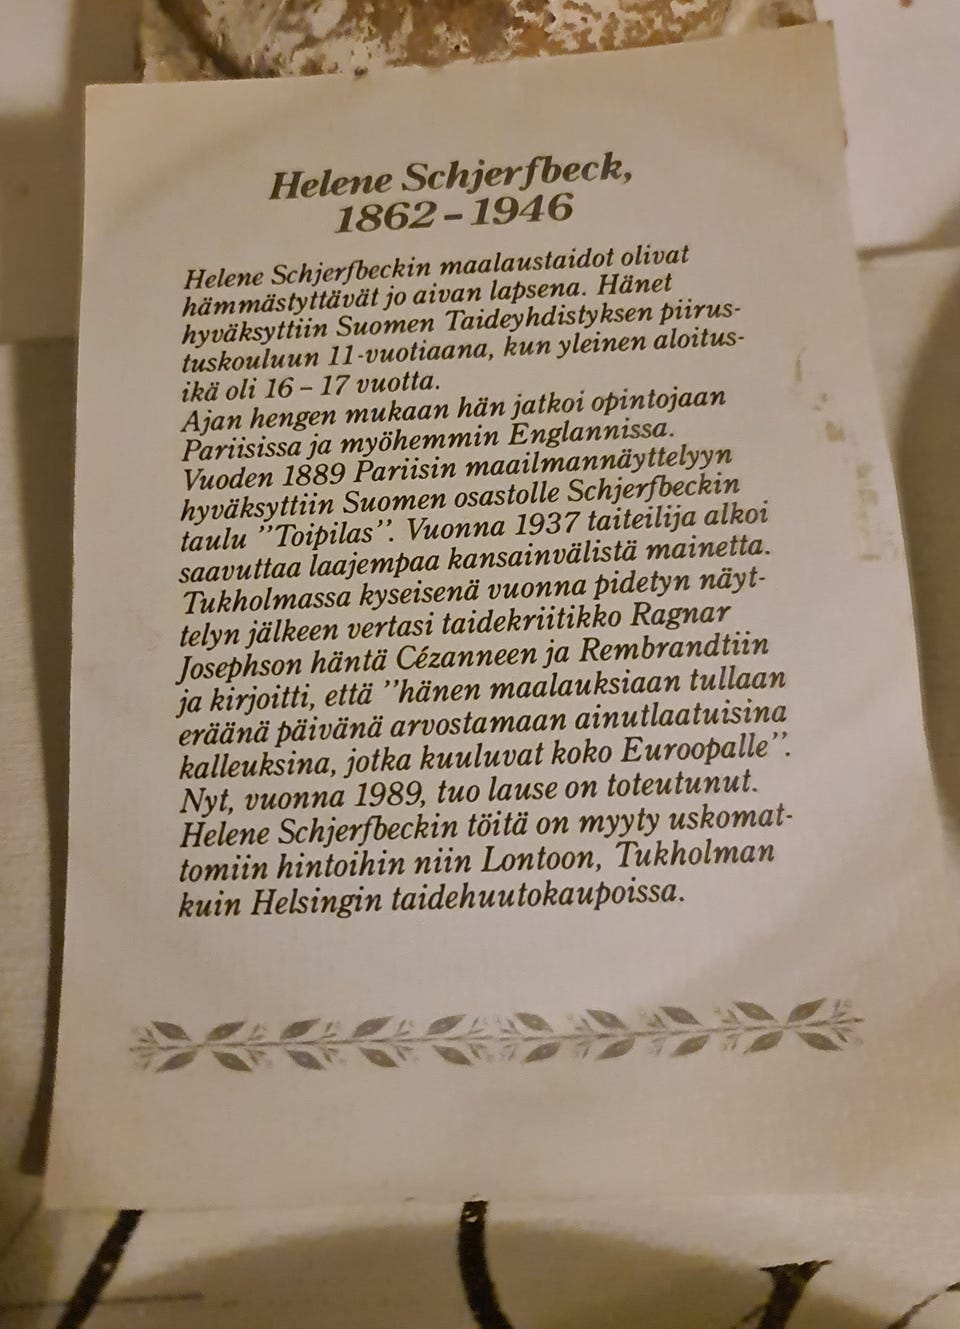 Helene Schjerfbeck,
1862 – 1946
Helene Schjerfbeckin maalaustaidot olivat
hämmästyttävät jo aivan lapsena. Hänet
hyväksyttiin Suomen Taideyhdistyksen piirus-
tuskouluun 11-vuotiaana, kun yleinen aloitus-
ikä oli 16 – 17 vuotta.
Ajan hengen mukaan hän jatkoi opintojaan
Pariisissa ja myöhemmin Englannissa.
Vuoden 1889 Pariisin maailmannäyttelyyn
hyväksyttiin Suomen osastolle Schjerfbeckin
taulu ”Toipilas”. Vuonna 1937 taiteilija alkoi
saavuttaa laajempaa kansainvälistä mainetta.
Tukholmassa kyseisenä vuonna pidetyn näyt-
telyn jälkeen vertasi taidekriitikko Ragnar
Josephson häntä Cézanneen ja Rembrandtiin
ja kirjoitti, että ”hänen maalauksiaan tullaan
eräänä päivänä arvostamaan ainutlaatuisina
kalleuksina, jotka kuuluvat koko Euroopalle”.
Nyt, vuonna 1989, tuo lause on toteutunut.
Helene Schjerfbeckin töitä on myyty uskomat-
tomiin hintoihin niin Lontoon, Tukholman
kuin Helsingin taidehuutokaupoissa.